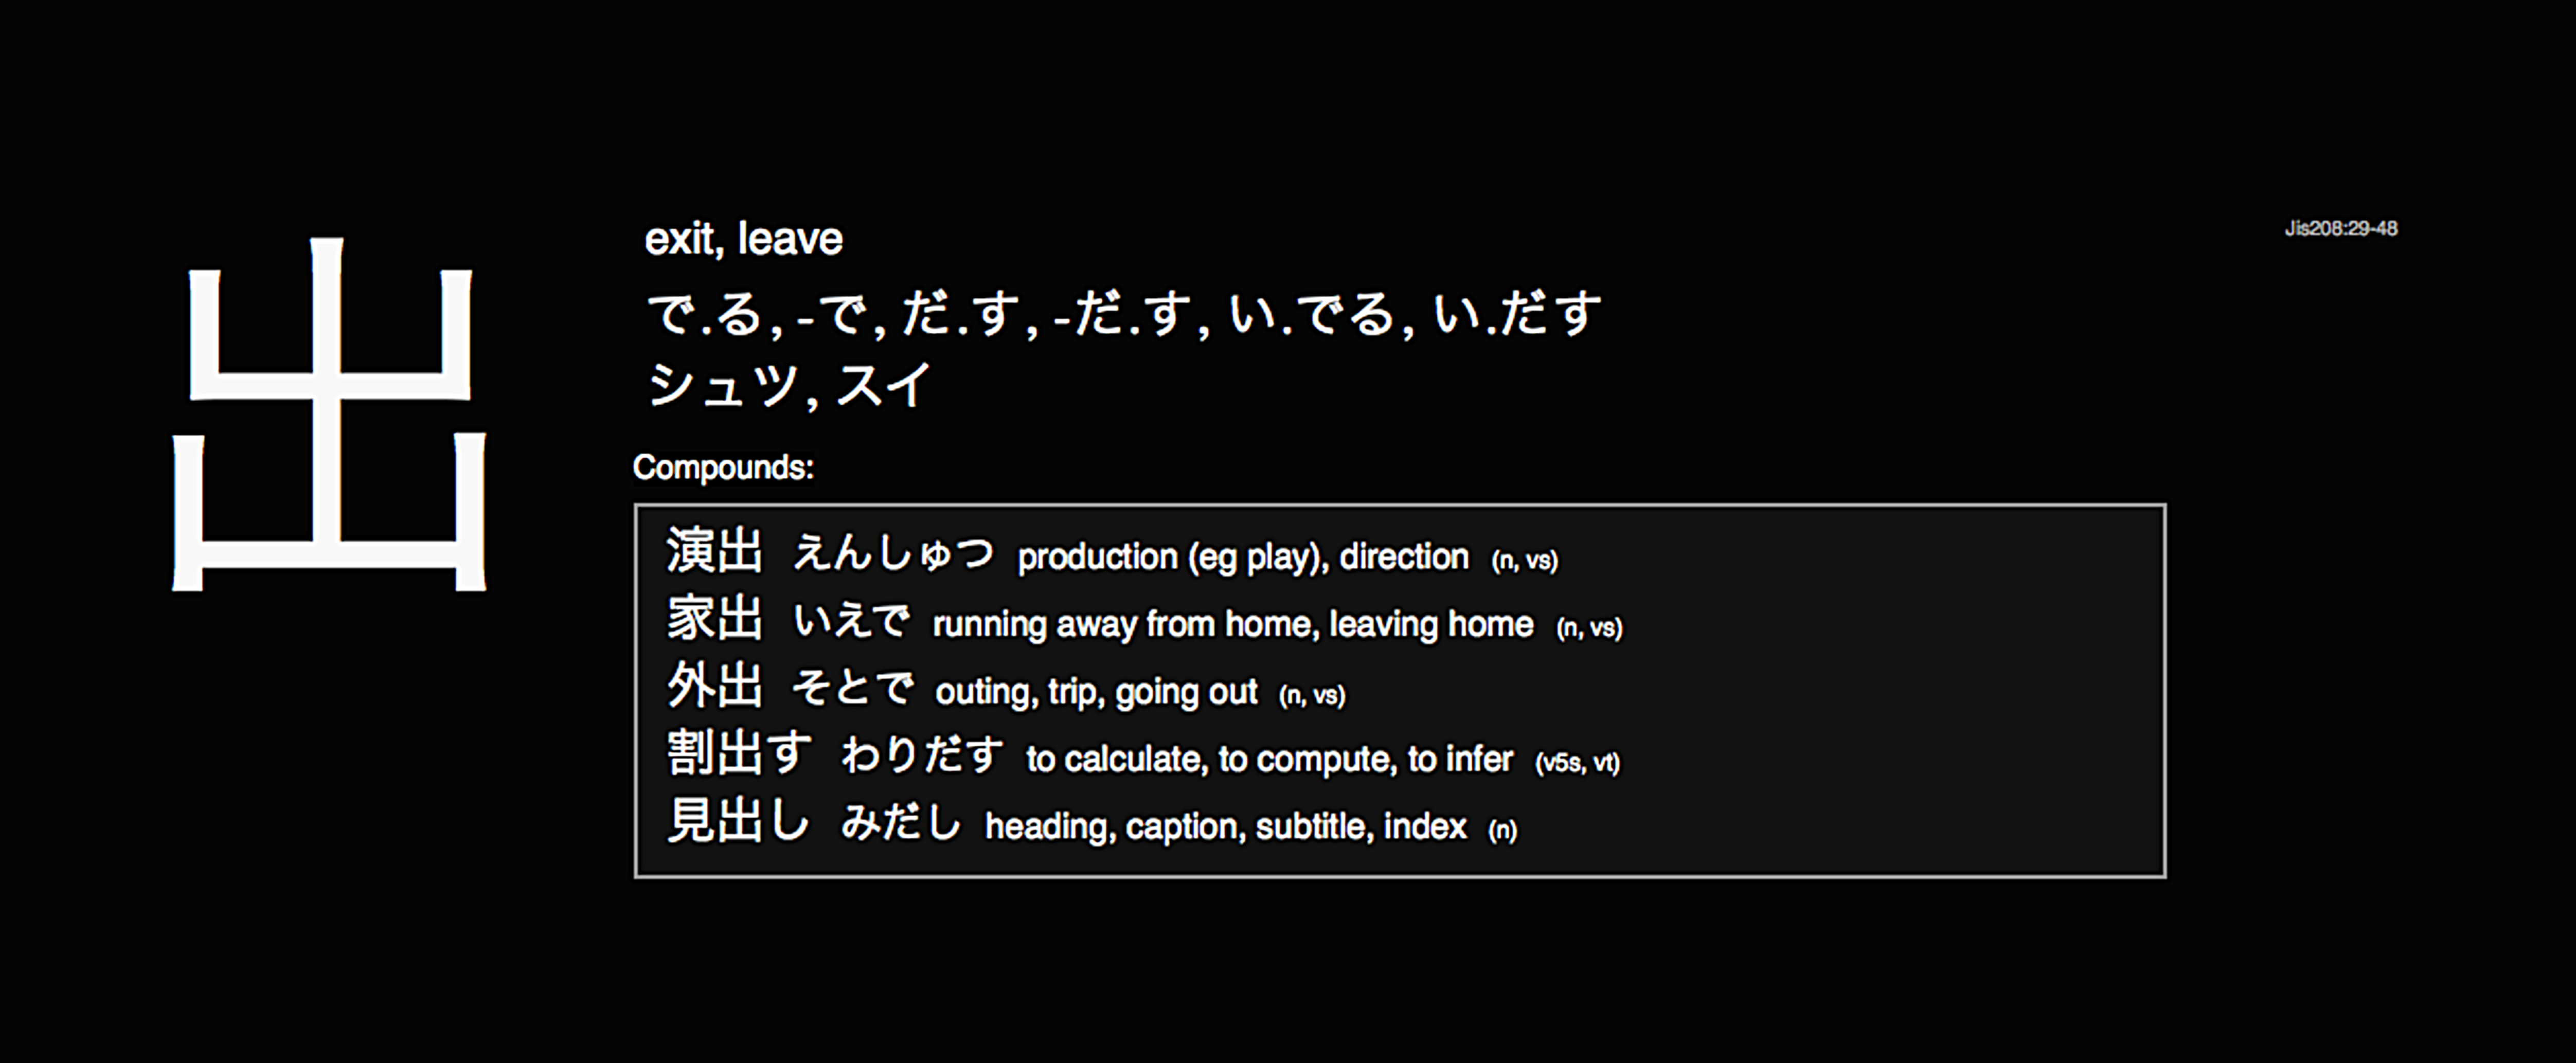 出
exit, leave
Jis208:29-48
で.る, -で, だ.す, -だ.す, い.でる, い.だす
シュツ, スイ
Compounds:
演出 えんしゅつ production (eg play), direction (n, vs)
家出 いえで running away from home, leaving home (n, vs)
外出 そとで outing, trip, going out (n, vs)
割出す わりだす to calculate, to compute, to infer (v5s, vt)
見出し みだし heading, caption, subtitle, index (n)